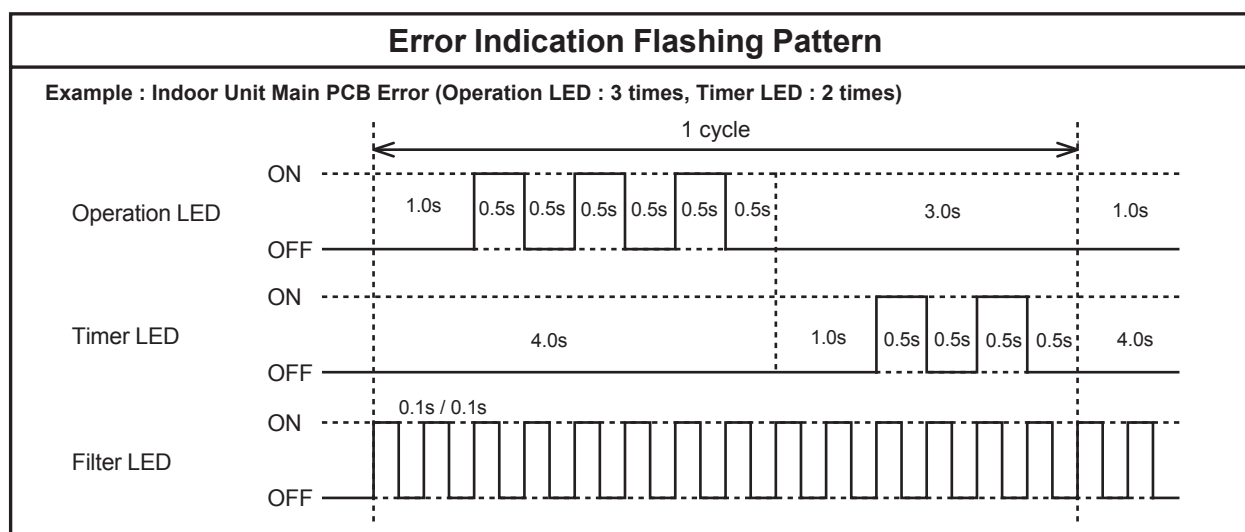 Error Indication Flashing Pattern
Example : Indoor Unit Main PCB Error (Operation LED : 3 times, Timer LED : 2 times)
1 cycle
ON
Operation LED
1.0s 0.5s 0.5s 0.5s 0.5s 0.5s 0.5s 3.0s 1.0s
OFF
ON
Timer LED
4.0s 1.0s 0.5s 0.5s 0.5s 0.5s 4.0s
OFF
0.1s / 0.1s
ON
Filter LED
OFF